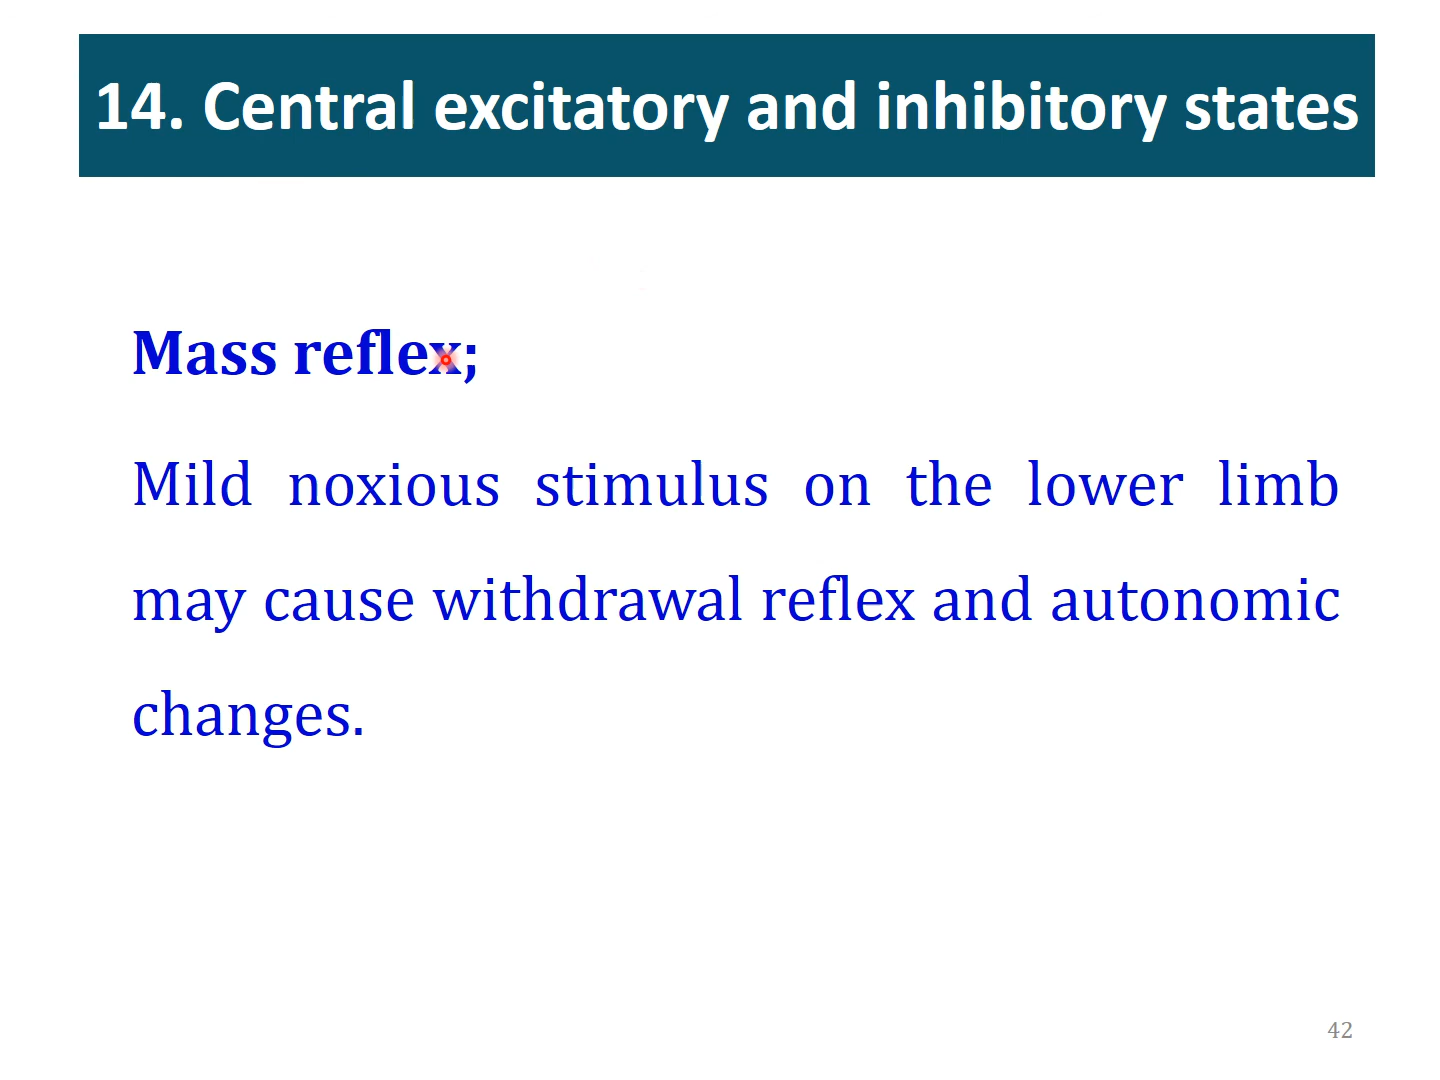 14. Central excitatory and inhibitory states
Mass reflex;
Mild noxious stimulus on the lower limb
may cause withdrawal reflex and autonomic
changes.
42